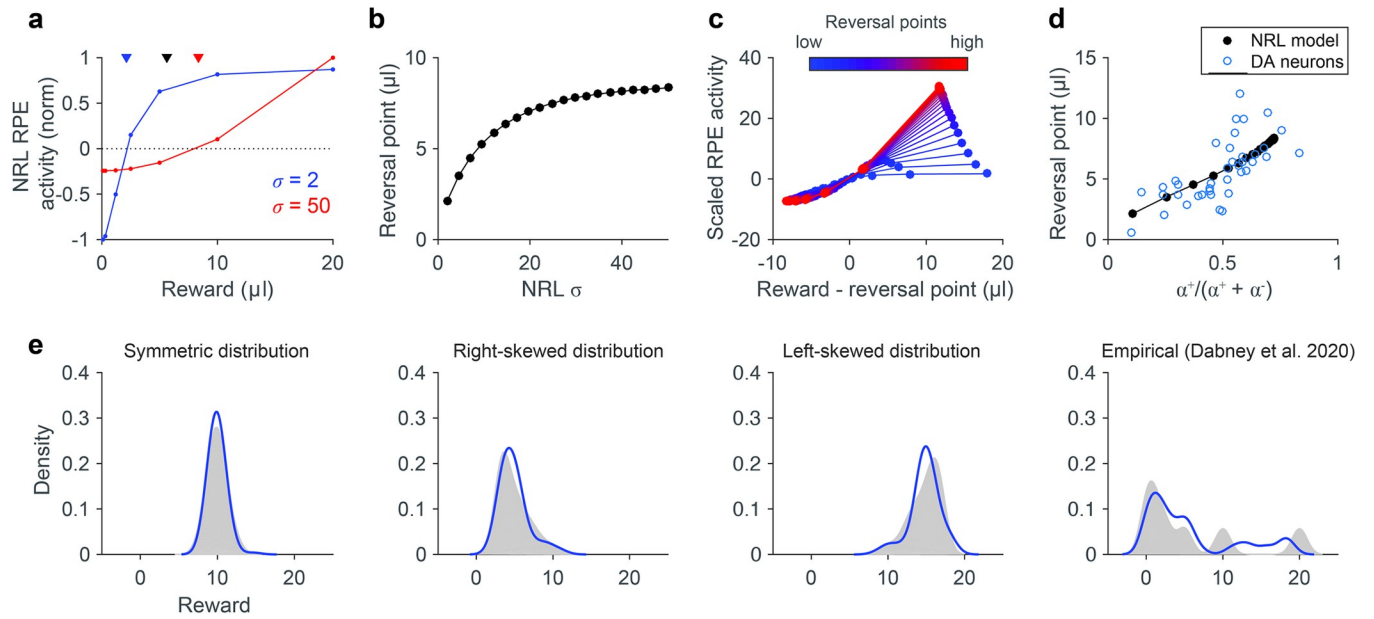 a
NRL RPE
activity (norm)
1
0.5
0
-0.5
-1
σ = 2
σ = 50
0
10
20
Reward (µl)
b
Reversal point (µl)
10
5
0
0
20
40
NRL σ
c
Reversal points
low
high
Scaled RPE activity
40
20
0
-20
-10
0
10
20
Reward - reversal point (µl)
d
NRL model
DA neurons
Reversal point (µl)
15
10
5
0
0
0.5
1
α⁺/(α⁺ + α⁻)
e
Symmetric distribution
Density
0.4
0.3
0.2
0.1
0
0
10
20
Reward
Right-skewed distribution
0.4
0.3
0.2
0.1
0
0
10
20
Left-skewed distribution
0.4
0.3
0.2
0.1
0
0
10
20
Empirical (Dabney et al. 2020)
0.4
0.3
0.2
0.1
0
0
10
20